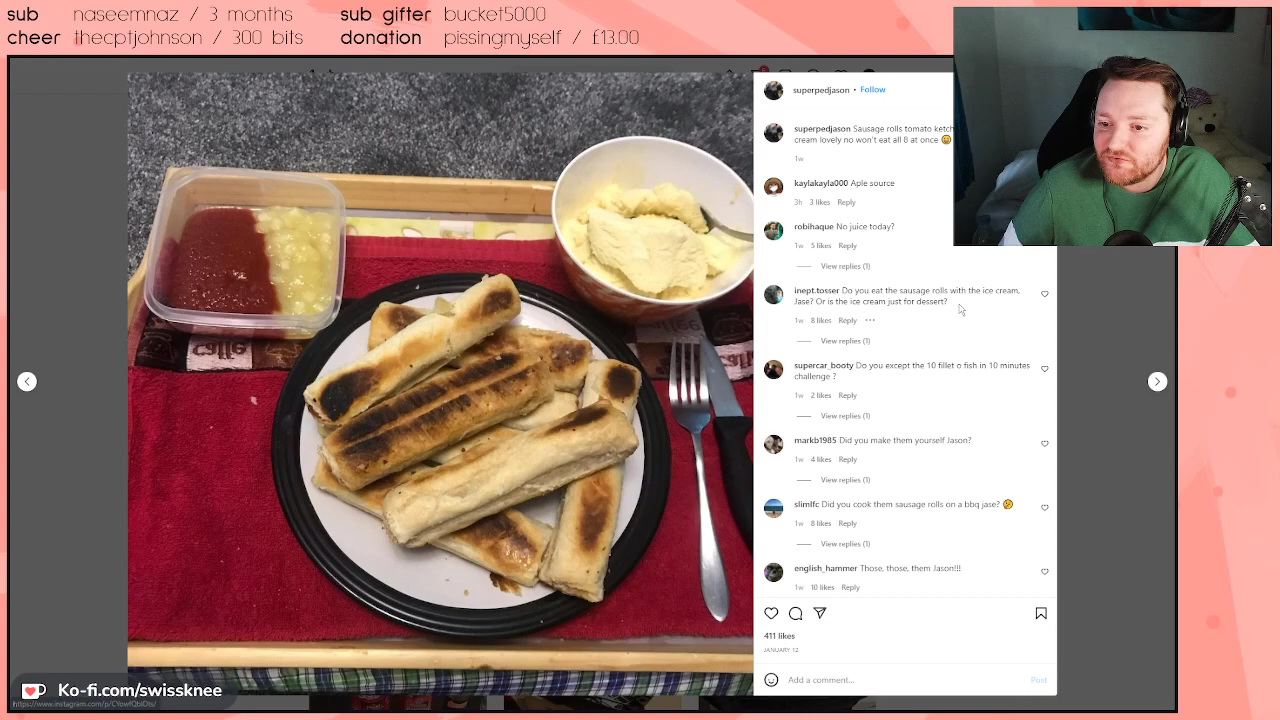 sub nasemaz / 3 months
sub gifter bucket5000
cheer thecptjohnson / 300 bits
donation pissingmyself / £13.00
superpedjason • Follow
superpedjason Sausage rolls tomato ketch
cream lovely no won't eat all 8 at once
1w
kaylakayla000 Aple source
3h 3 likes Reply
robihaque No juice today?
1w 5 likes Reply
View replies (1)
inept.tosser Do you eat the sausage rolls with the ice cream,
Jase? Or is the ice cream just for dessert?
1w 8 likes Reply ...
View replies (1)
supercar_booty Do you except the 10 fillet o fish in 10 minutes
challenge ?
1w 2 likes Reply
View replies (1)
markb1985 Did you make them yourself Jason?
1w 4 likes Reply
View replies (1)
slimlfc Did you cook them sausage rolls on a bbq jase? 😕
1w 8 likes Reply
View replies (1)
english_hammer Those, those, them Jason!!!
1w 10 likes Reply
411 likes
JANUARY 12
Add a comment...
Post
Ko-fi.com/swissknee